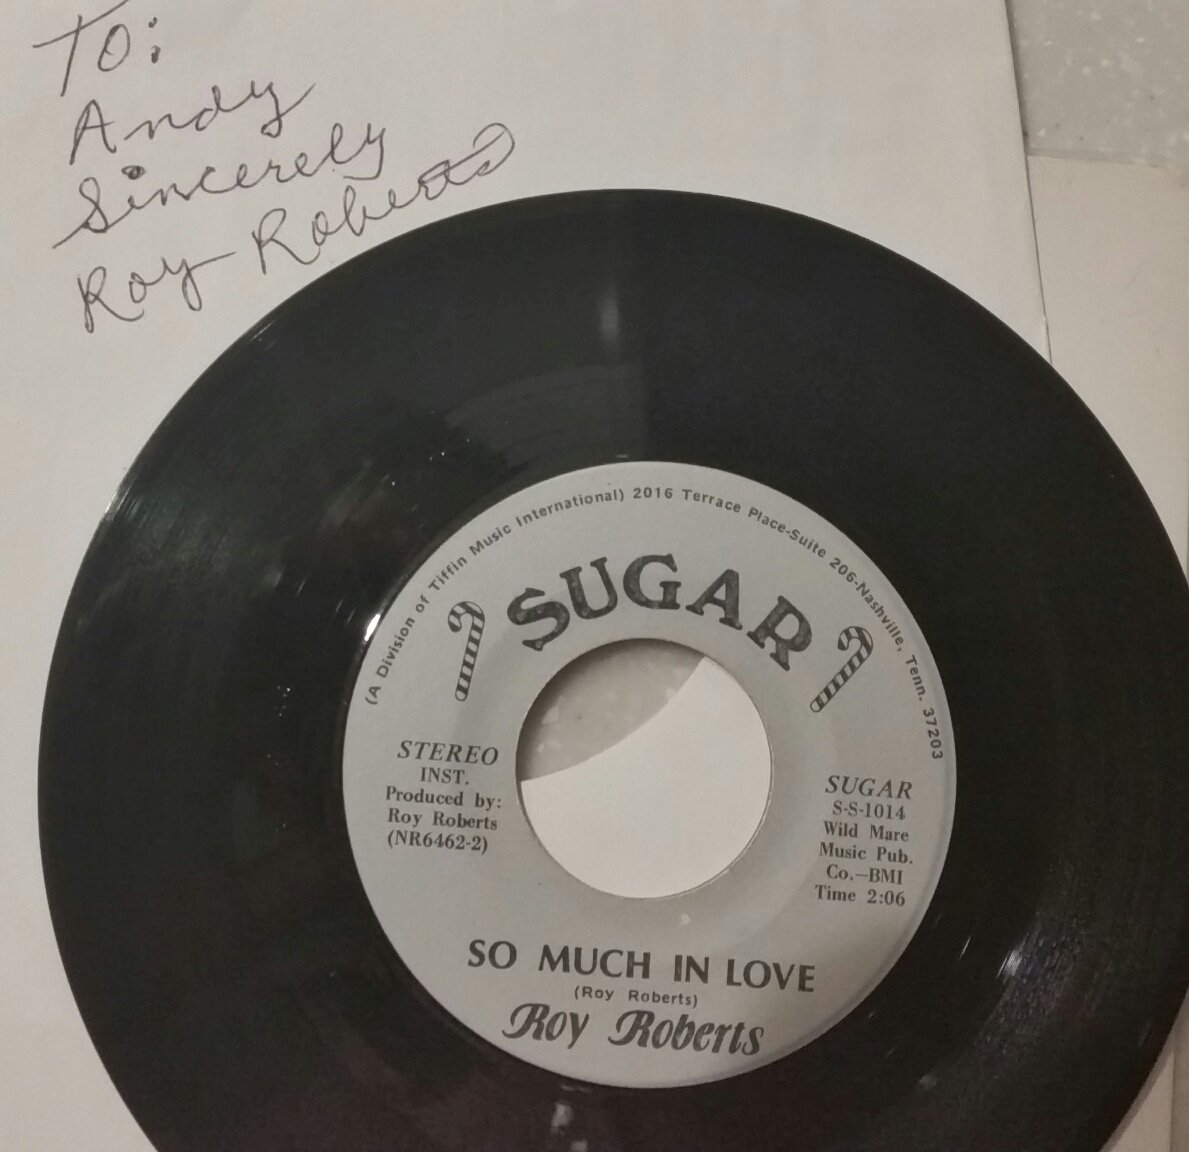 To:
Andy
Sincerely
Roy Roberts
(A Division of Tiffin Music International) 2016 Terrace Place-Suite 206-Nashville, Tenn. 37203
SUGAR
STEREO
INST.
Produced by:
Roy Roberts
(NR6462-2)
SUGAR
S-S-1014
Wild Mare
Music Pub.
Co.—BMI
Time 2:06
SO MUCH IN LOVE
(Roy Roberts)
Roy Roberts